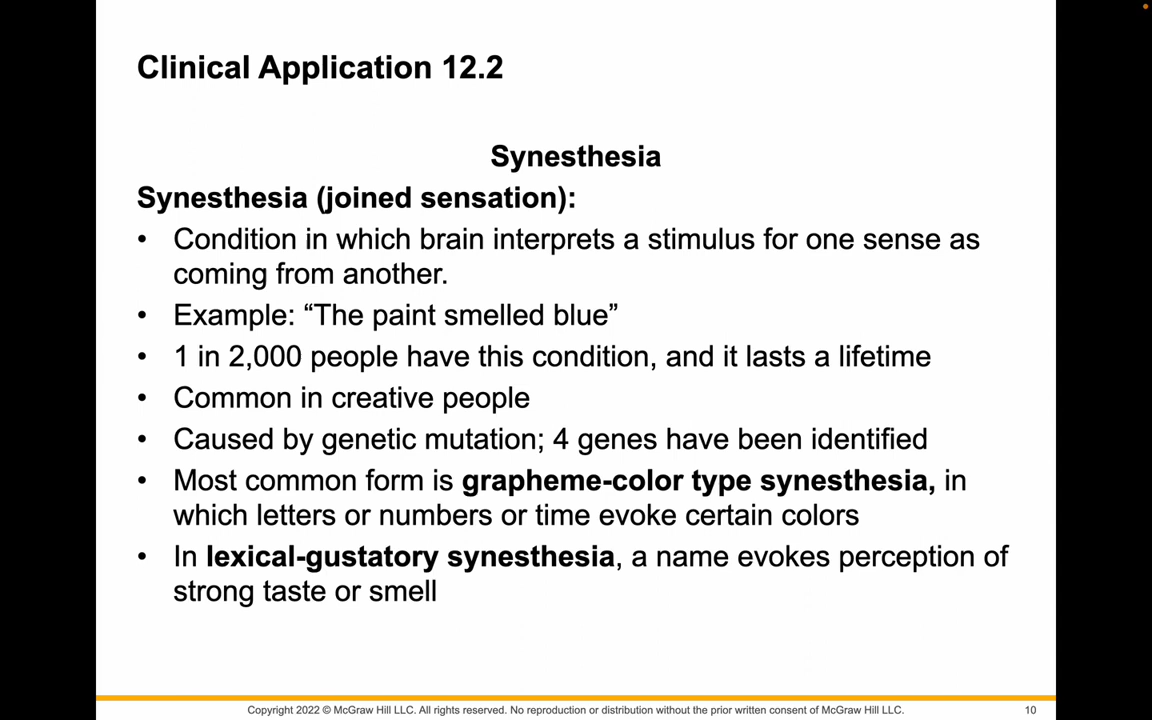 Clinical Application 12.2
Synesthesia
Synesthesia (joined sensation):
• Condition in which brain interprets a stimulus for one sense as
coming from another.
• Example: “The paint smelled blue”
• 1 in 2,000 people have this condition, and it lasts a lifetime
• Common in creative people
• Caused by genetic mutation; 4 genes have been identified
• Most common form is grapheme-color type synesthesia, in
which letters or numbers or time evoke certain colors
• In lexical-gustatory synesthesia, a name evokes perception of
strong taste or smell
Copyright 2022 © McGraw Hill LLC. All rights reserved. No reproduction or distribution without the prior written consent of McGraw Hill LLC. 10